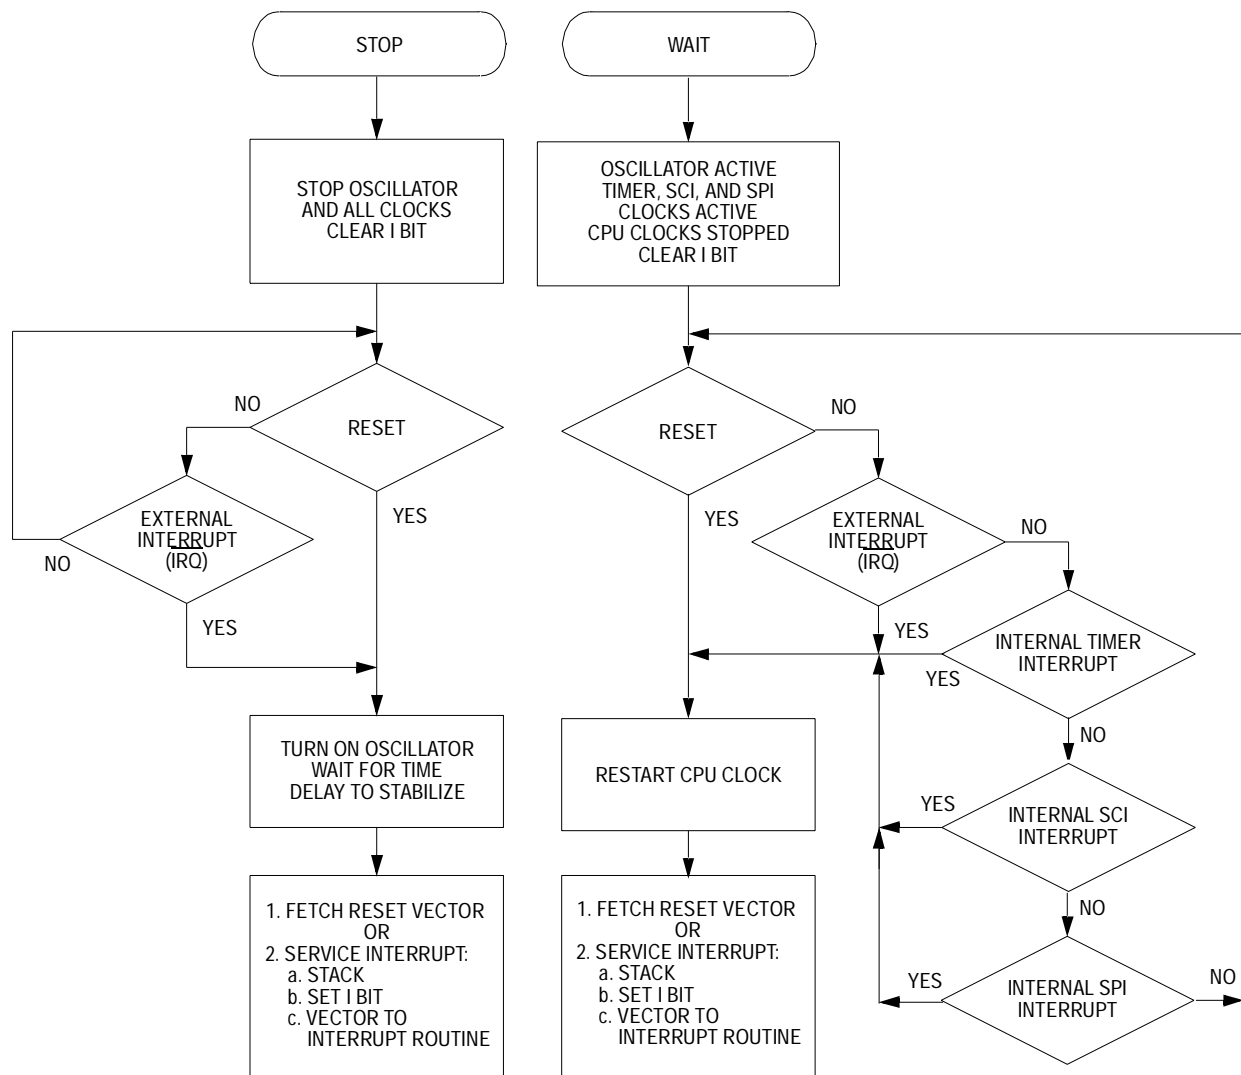 STOP
WAIT
STOP OSCILLATOR
AND ALL CLOCKS
CLEAR I BIT
OSCILLATOR ACTIVE
TIMER, SCI, AND SPI
CLOCKS ACTIVE
CPU CLOCKS STOPPED
CLEAR I BIT
NO
RESET
YES
EXTERNAL
INTERRUPT
(IRQ)
NO
YES
RESET
NO
YES
EXTERNAL
INTERRUPT
(IRQ)
NO
YES
INTERNAL TIMER
INTERRUPT
YES
NO
TURN ON OSCILLATOR
WAIT FOR TIME
DELAY TO STABILIZE
RESTART CPU CLOCK
INTERNAL SCI
INTERRUPT
YES
NO
1. FETCH RESET VECTOR
OR
2. SERVICE INTERRUPT:
a. STACK
b. SET I BIT
c. VECTOR TO
INTERRUPT ROUTINE
1. FETCH RESET VECTOR
OR
2. SERVICE INTERRUPT:
a. STACK
b. SET I BIT
c. VECTOR TO
INTERRUPT ROUTINE
YES
INTERNAL SPI
INTERRUPT
NO